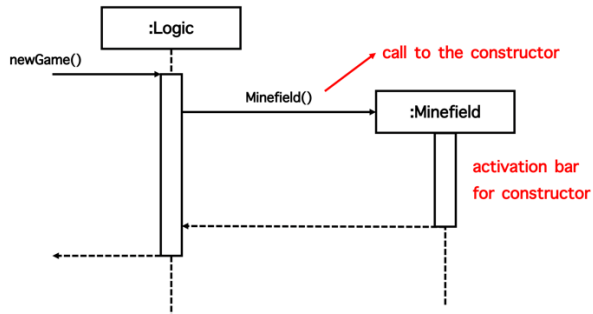 :Logic
newGame()
call to the constructor
Minefield()
:Minefield
activation bar
for constructor